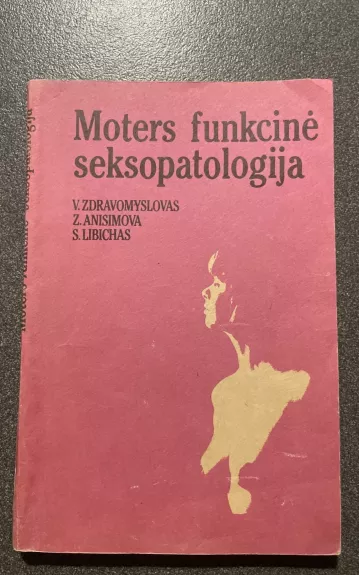 Moters funkcinė
seksopatologija
V. ZDRAVOMYSLOVAS
Z. ANISIMOVA
S. LIBICHAS